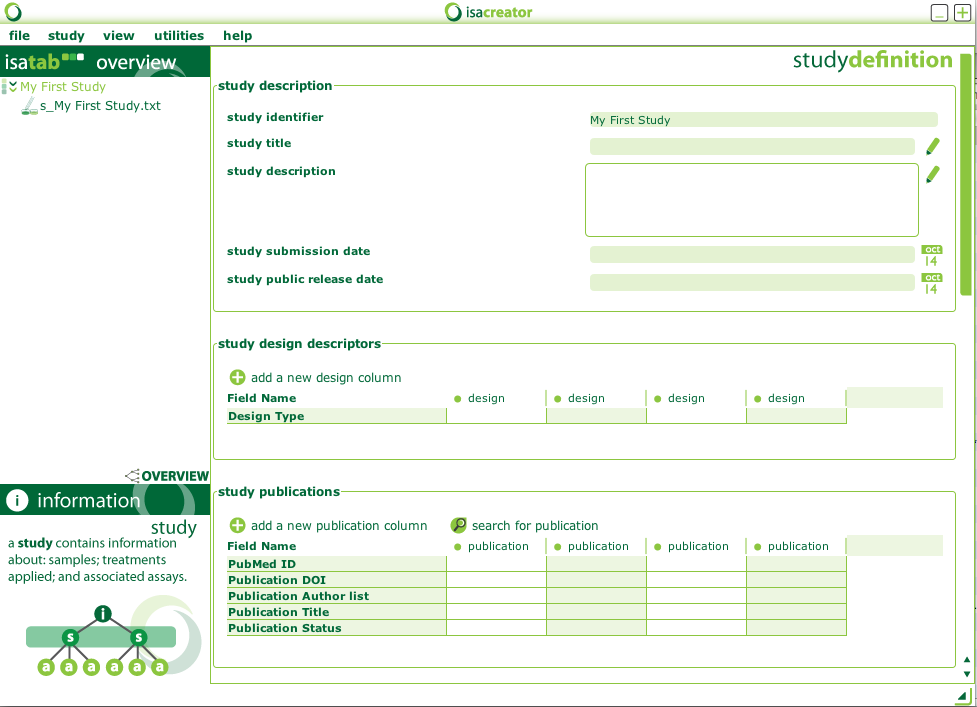 isacreator
file study view utilities help
isatab overview
My First Study
s_My First Study.txt
OVERVIEW
i information
study
a study contains information
about: samples; treatments
applied; and associated assays.
i
s s
a a a a a a
studydefinition
study description
study identifier My First Study
study title
study description
study submission date oct 14
study public release date oct 14
study design descriptors
add a new design column
Field Name design design design design
Design Type
study publications
add a new publication column search for publication
Field Name publication publication publication publication
PubMed ID
Publication DOI
Publication Author list
Publication Title
Publication Status